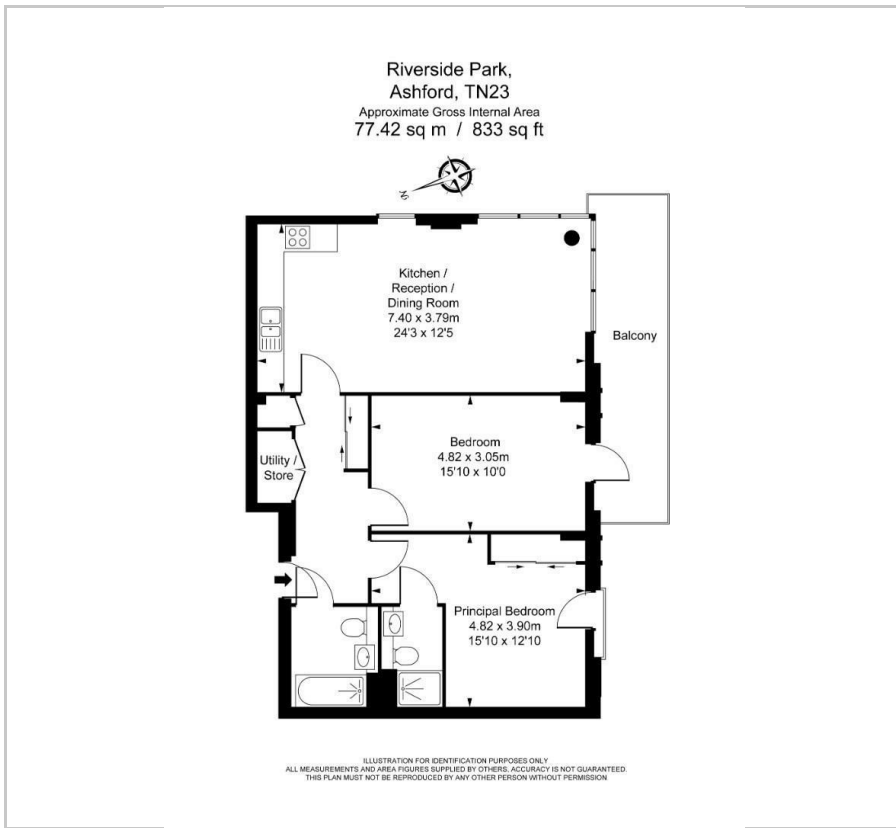 Riverside Park,
Ashford, TN23
Approximate Gross Internal Area
77.42 sq m / 833 sq ft
N
Kitchen /
Reception /
Dining Room
7.40 x 3.79m
24'3 x 12'5
Balcony
Bedroom
4.82 x 3.05m
15'10 x 10'0
Utility /
Store
Principal Bedroom
4.82 x 3.90m
15'10 x 12'10
ILLUSTRATION FOR IDENTIFICATION PURPOSES ONLY
ALL MEASUREMENTS AND AREA FIGURES SUPPLIED BY OTHERS, ACCURACY IS NOT GUARANTEED.
THIS PLAN MUST NOT BE REPRODUCED BY ANY OTHER PERSON WITHOUT PERMISSION